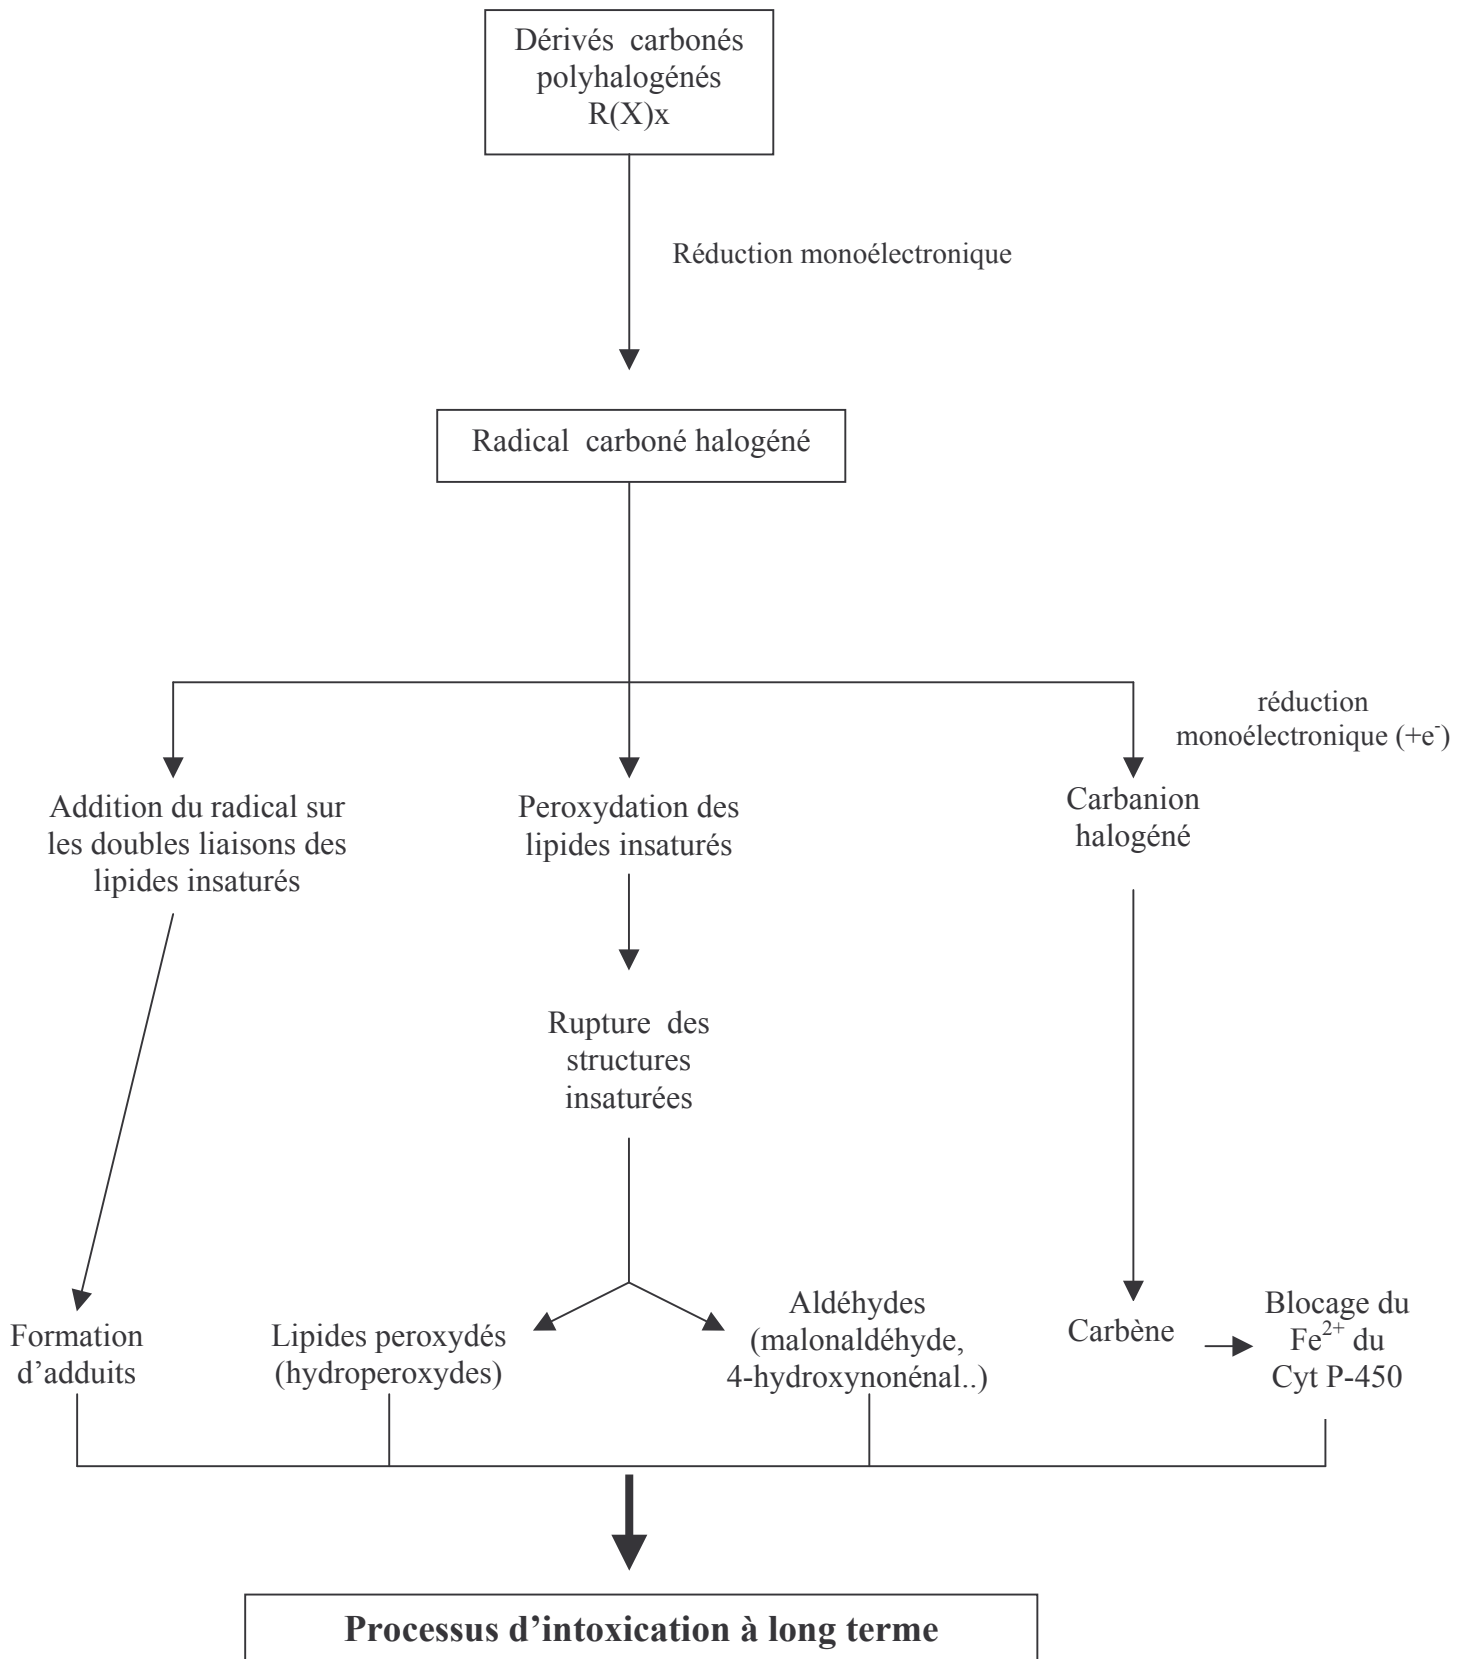 Dérivés carbonés
polyhalogénés
R(X)x
Réduction monoélectronique
Radical carboné halogéné
réduction
monoélectronique (+e⁻)
Addition du radical sur
les doubles liaisons des
lipides insaturés
Peroxydation des
lipides insaturés
Carbanion
halogéné
Rupture des
structures
insaturées
Formation
d’adduits
Lipides peroxydés
(hydroperoxydes)
Aldéhydes
(malonaldéhyde,
4-hydroxynonénal..)
Carbène
Blocage du
Fe²⁺ du
Cyt P-450
Processus d’intoxication à long terme